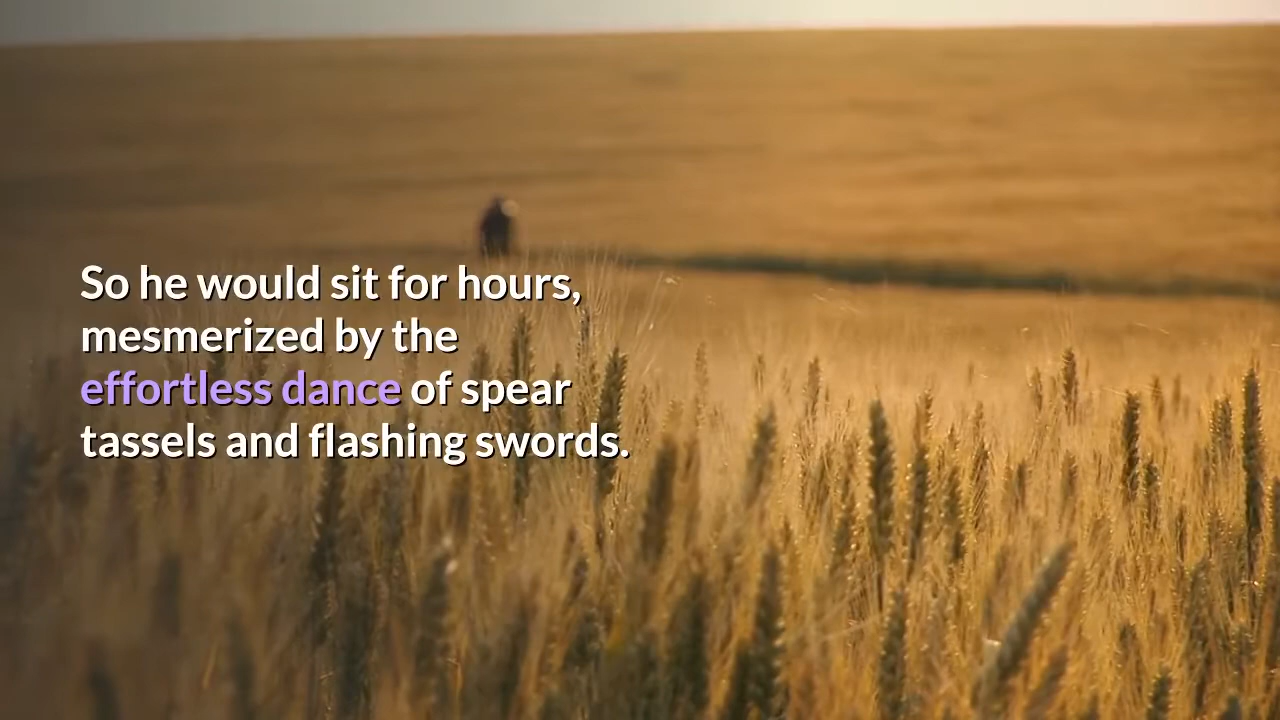 So he would sit for hours,
mesmerized by the
effortless dance of spear
tassels and flashing swords.